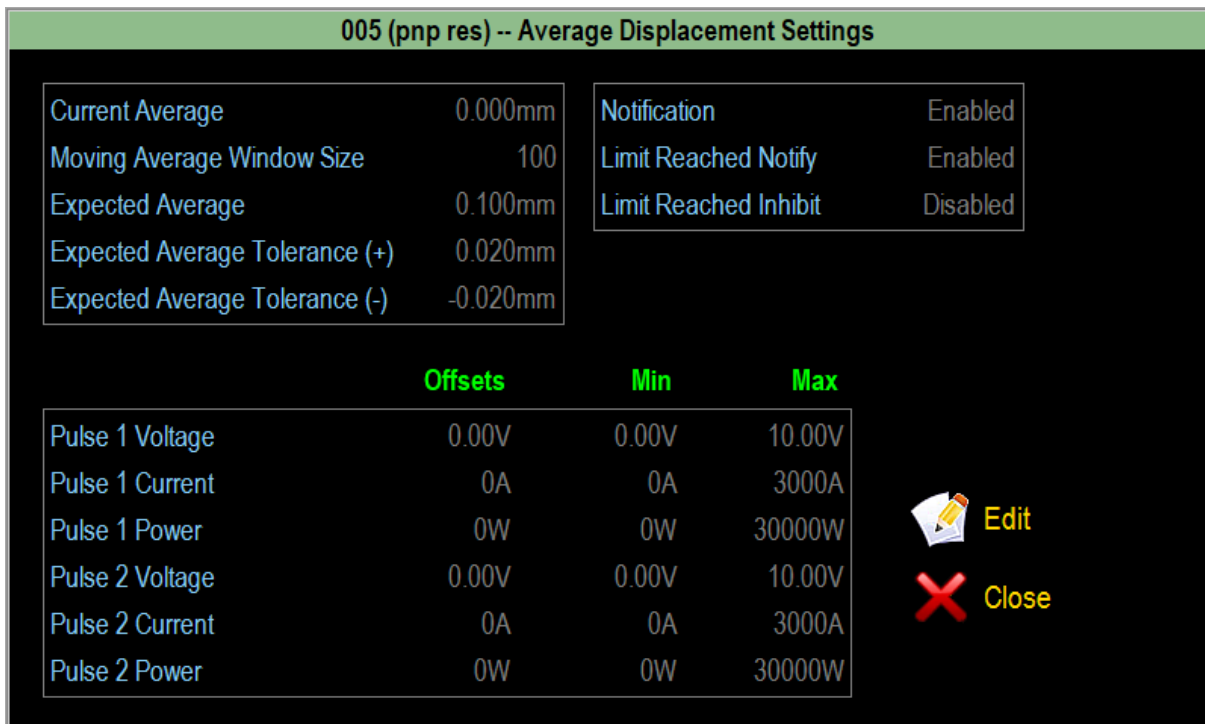 005 (pnp res) -- Average Displacement Settings
Current Average 0.000mm
Moving Average Window Size 100
Expected Average 0.100mm
Expected Average Tolerance (+) 0.020mm
Expected Average Tolerance (-) -0.020mm
Notification Enabled
Limit Reached Notify Enabled
Limit Reached Inhibit Disabled
Offsets Min Max
Pulse 1 Voltage 0.00V 0.00V 10.00V
Pulse 1 Current 0A 0A 3000A
Pulse 1 Power 0W 0W 30000W
Pulse 2 Voltage 0.00V 0.00V 10.00V
Pulse 2 Current 0A 0A 3000A
Pulse 2 Power 0W 0W 30000W
Edit
Close